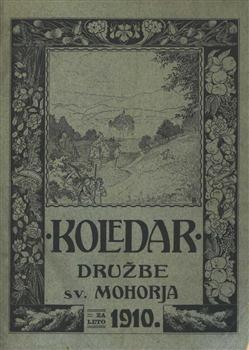 ·KOLEDAR·
DRUŽBE
SV. MOHORJA
ZA
LETO
1910.